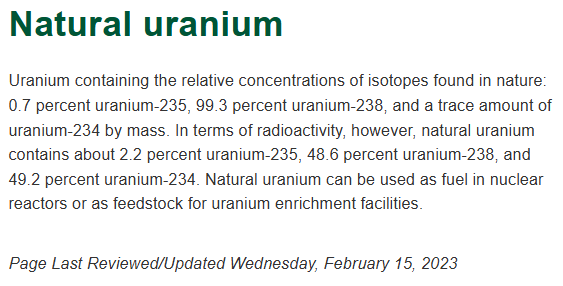 Natural uranium
Uranium containing the relative concentrations of isotopes found in nature:
0.7 percent uranium-235, 99.3 percent uranium-238, and a trace amount of
uranium-234 by mass. In terms of radioactivity, however, natural uranium
contains about 2.2 percent uranium-235, 48.6 percent uranium-238, and
49.2 percent uranium-234. Natural uranium can be used as fuel in nuclear
reactors or as feedstock for uranium enrichment facilities.
Page Last Reviewed/Updated Wednesday, February 15, 2023